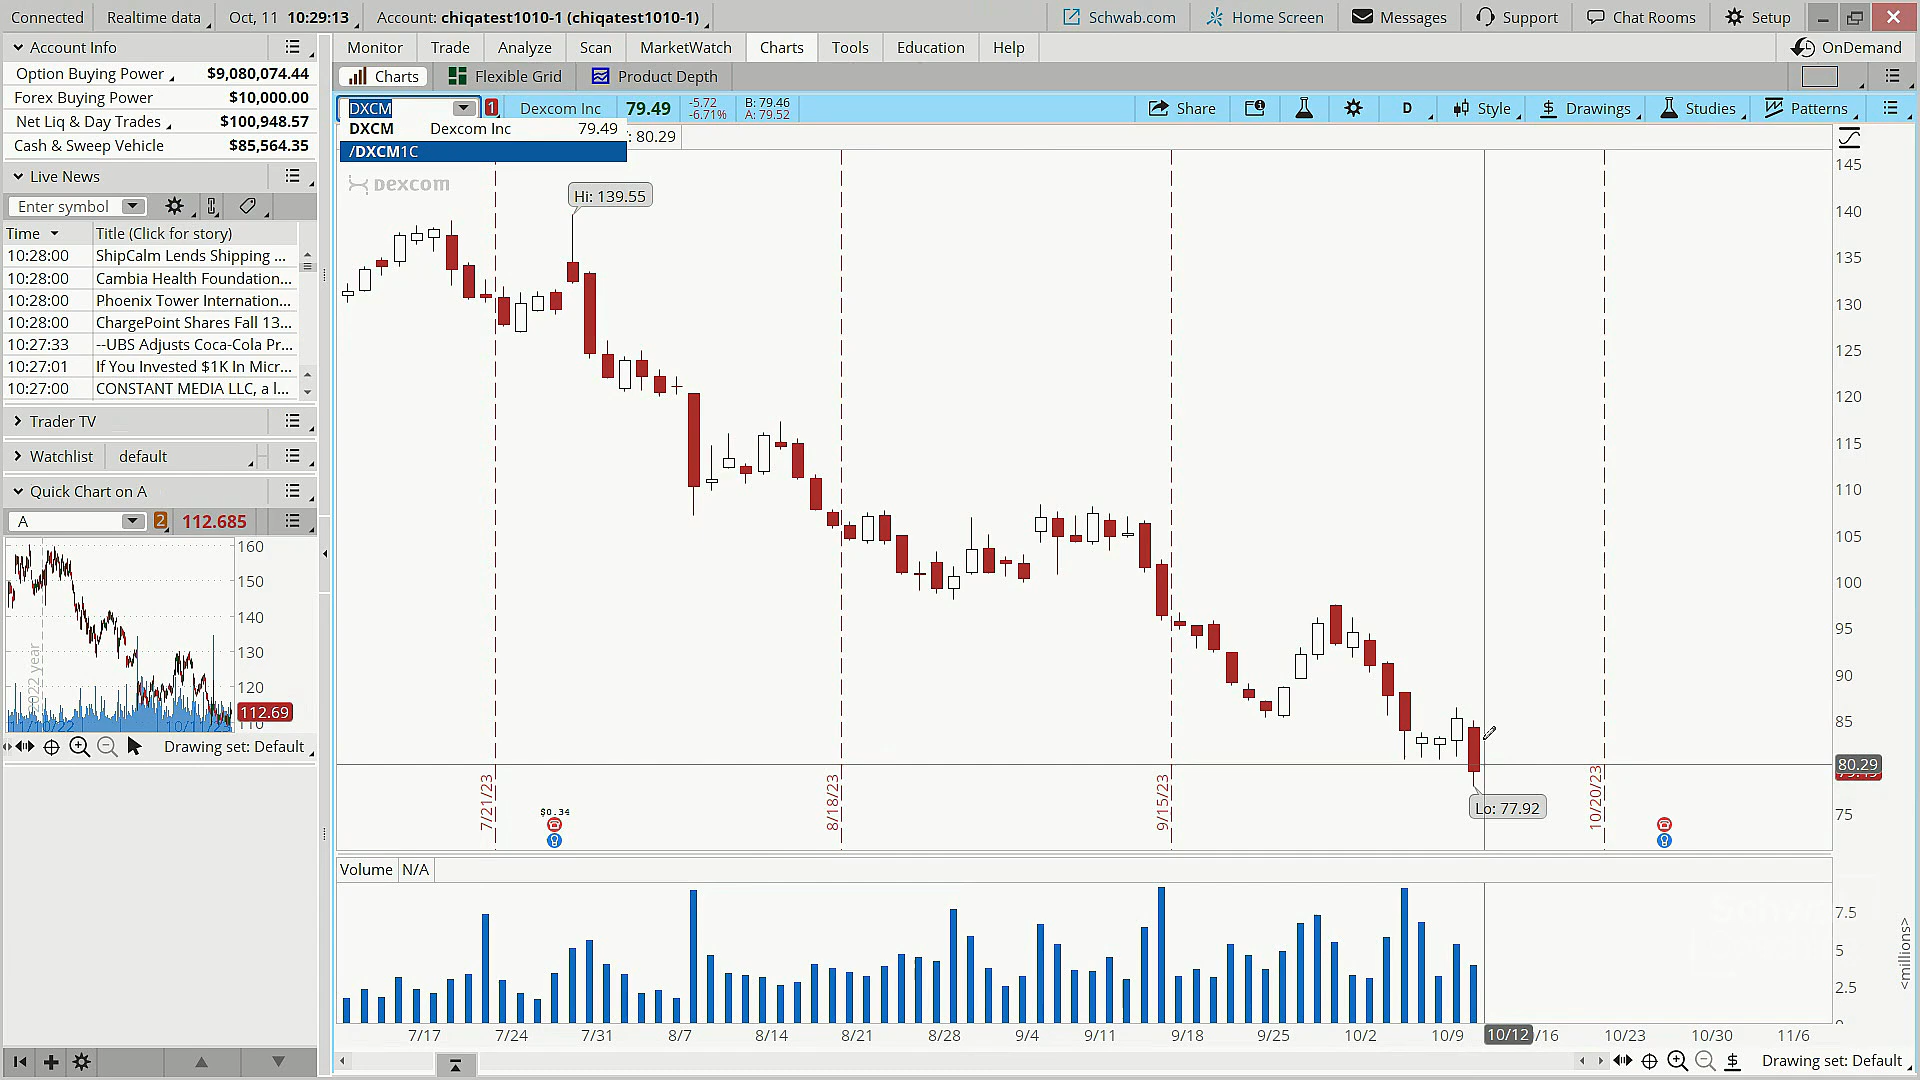 Connected Realtime data Oct, 11 10:29:13 Account: chiqatest1010-1 (chiqatest1010-1) Schwab.com Home Screen Messages Support Chat Rooms Setup
Account Info Monitor Trade Analyze Scan MarketWatch Charts Tools Education Help OnDemand
Option Buying Power $9,080,074.44
Forex Buying Power $10,000.00
Net Liq & Day Trades $100,948.57
Cash & Sweep Vehicle $85,564.35
Charts Flexible Grid Product Depth
DXCM 1 Dexcom Inc 79.49 -5.72 -6.71% B: 79.46 A: 79.52 Share D Style $ Drawings Studies Patterns
DXCM Dexcom Inc 79.49
: 80.29
/DXCM1C
Dexcom
Live News
Enter symbol
Time Title (Click for story)
10:28:00 ShipCalm Lends Shipping ...
10:28:00 Cambia Health Foundation...
10:28:00 Phoenix Tower Internation...
10:28:00 ChargePoint Shares Fall 13...
10:27:33 --UBS Adjusts Coca-Cola Pr...
10:27:01 If You Invested $1K In Micr...
10:27:00 CONSTANT MEDIA LLC, a l...
Trader TV
Watchlist default
Quick Chart on A
A 2 112.685
160
150
140
130
120
110
112.69
2022 year
11/10/22
Drawing set: Default
Hi: 139.55
Lo: 77.92
145
140
135
130
125
120
115
110
105
100
95
90
85
80.29
75
7/21/23
8/18/23
9/15/23
10/20/23
$0.34
Volume N/A
7.5
5
2.5
<millions>
7/17 7/24 7/31 8/7 8/14 8/21 8/28 9/4 9/11 9/18 9/25 10/2 10/9 10/12 /16 10/23 10/30 11/6
$ Drawing set: Default